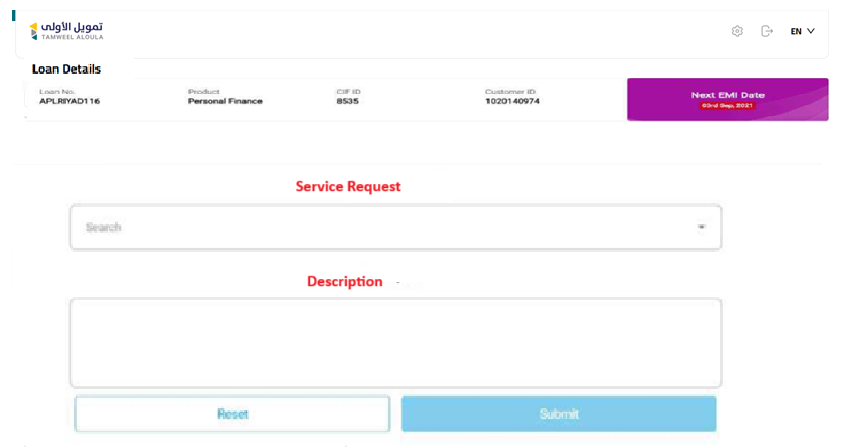 تمويل الأولى
TAMWEEL ALOULA
EN
Loan Details
Loan No.
APLRIYAD116
Product
Personal Finance
CIF ID
8535
Customer ID
1020140974
Next EMI Date
03rd Sep, 2021
Service Request
Search
Description
Reset
Submit